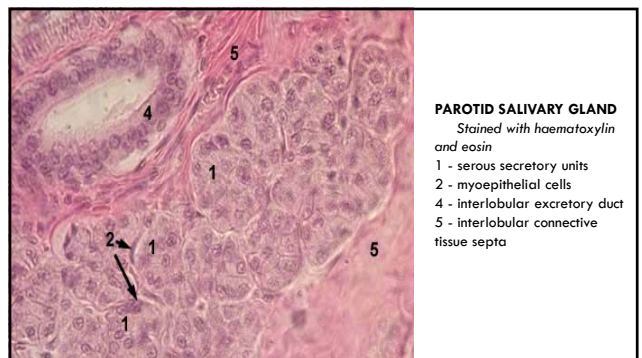 5
4
1
2
1
5
1
PAROTID SALIVARY GLAND
Stained with haematoxylin
and eosin
1 - serous secretory units
2 - myoepithelial cells
4 - interlobular excretory duct
5 - interlobular connective
tissue septa